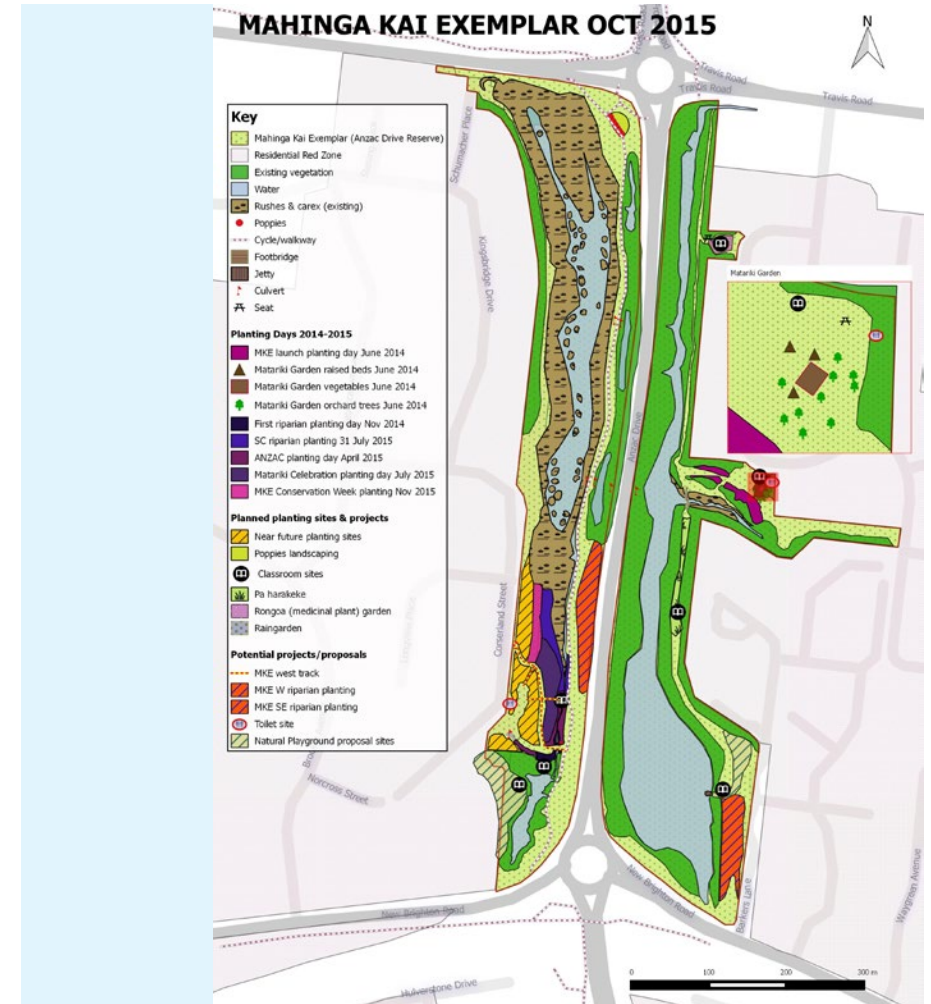 MAHINGA KAI EXEMPLAR OCT 2015
N
Travis Road
Travis Road
Travis Road
Key
Mahinga Kai Exemplar (Anzac Drive Reserve)
Residential Red Zone
Existing vegetation
Water
Rushes & carex (existing)
Poppies
Cycle/walkway
Footbridge
Jetty
Culvert
Seat
Planting Days 2014-2015
MKE launch planting day June 2014
Matariki Garden raised beds June 2014
Matariki Garden vegetables June 2014
Matariki Garden orchard trees June 2014
First riparian planting day Nov 2014
SC riparian planting 31 July 2015
ANZAC planting day April 2015
Matariki Celebration planting day July 2015
MKE Conservation Week planting Nov 2015
Planned planting sites & projects
Near future planting sites
Poppies landscaping
Classroom sites
Pa harakeke
Rongoa (medicinal plant) garden
Raingarden
Potential projects/proposals
MKE west track
MKE W riparian planting
MKE SE riparian planting
Toilet site
Natural Playground proposal sites
Schumacher Place
Kingsbridge Drive
Matariki Garden
Anzac Drive
Corserland Street
Norcross Street
New Brighton Road
New Brighton Road
Barkers Lane
Waygreen Avenue
Hulverstone Drive
0 100 200 300 m